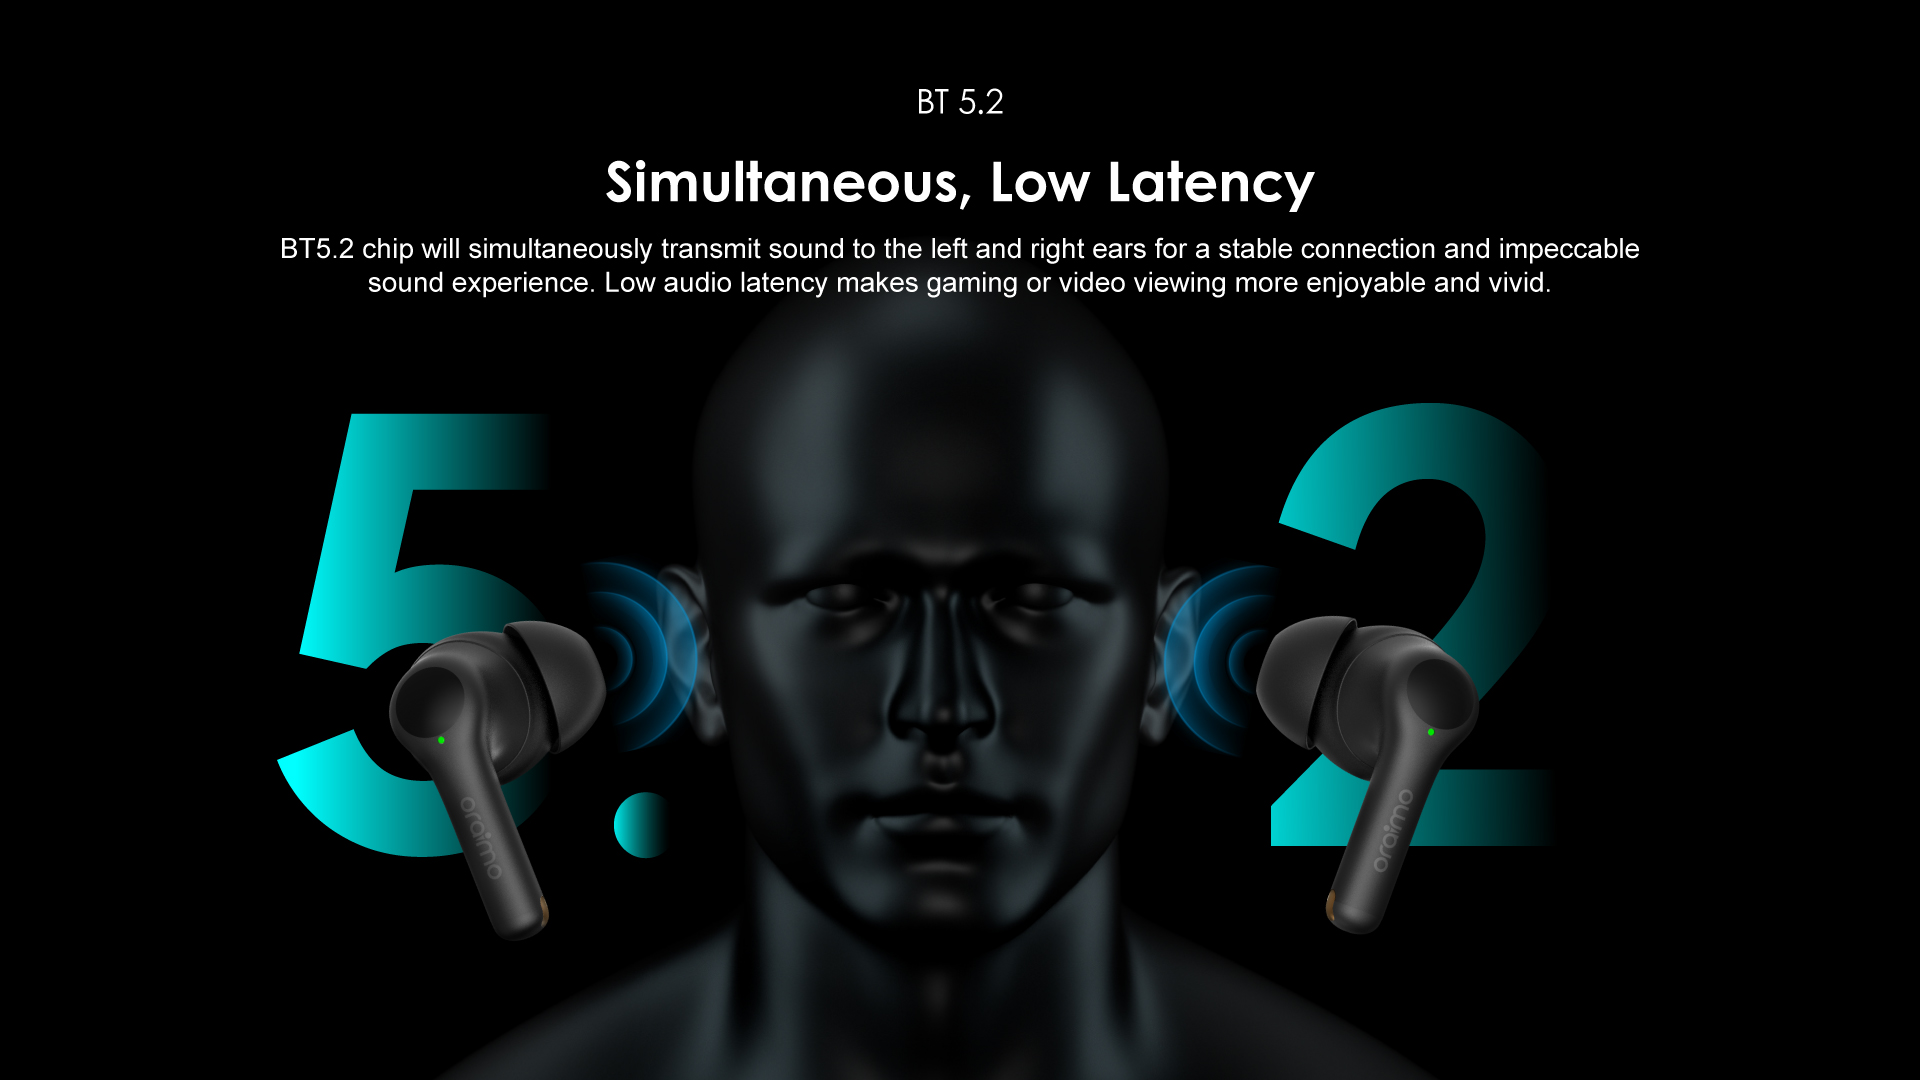 BT 5.2
Simultaneous, Low Latency
BT5.2 chip will simultaneously transmit sound to the left and right ears for a stable connection and impeccable
sound experience. Low audio latency makes gaming or video viewing more enjoyable and vivid.
5.2
oraimo
oraimo